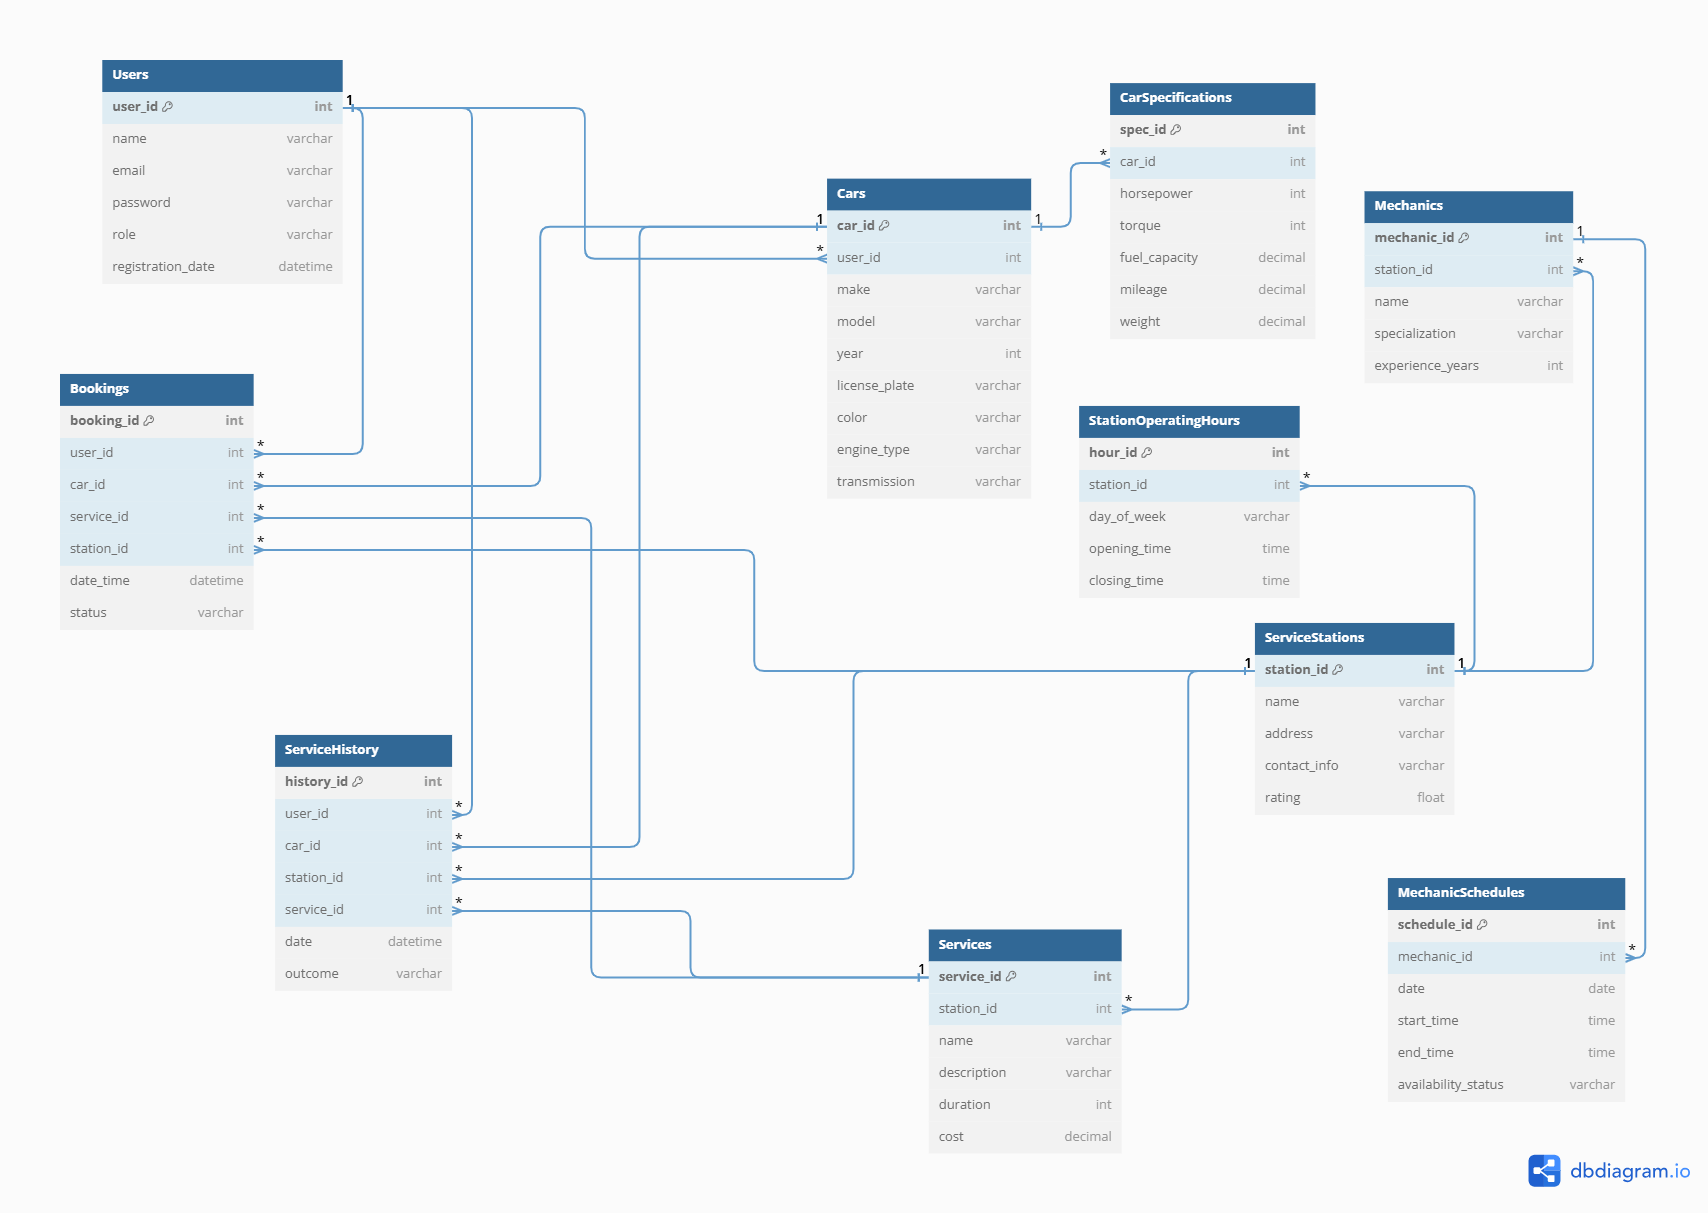 Users
user_id int
name varchar
email varchar
password varchar
role varchar
registration_date datetime
1
CarSpecifications
spec_id int
car_id int
horsepower int
torque int
fuel_capacity decimal
mileage decimal
weight decimal
*
Cars
car_id int
user_id int
make varchar
model varchar
year int
license_plate varchar
color varchar
engine_type varchar
transmission varchar
1
*
1
Mechanics
mechanic_id int
station_id int
name varchar
specialization varchar
experience_years int
1
*
Bookings
booking_id int
user_id int
car_id int
service_id int
station_id int
date_time datetime
status varchar
*
*
*
*
StationOperatingHours
hour_id int
station_id int
day_of_week varchar
opening_time time
closing_time time
*
ServiceStations
station_id int
name varchar
address varchar
contact_info varchar
rating float
1
1
ServiceHistory
history_id int
user_id int
car_id int
station_id int
service_id int
date datetime
outcome varchar
*
*
*
*
Services
service_id int
station_id int
name varchar
description varchar
duration int
cost decimal
1
*
MechanicSchedules
schedule_id int
mechanic_id int
date date
start_time time
end_time time
availability_status varchar
*
dbdiagram.io